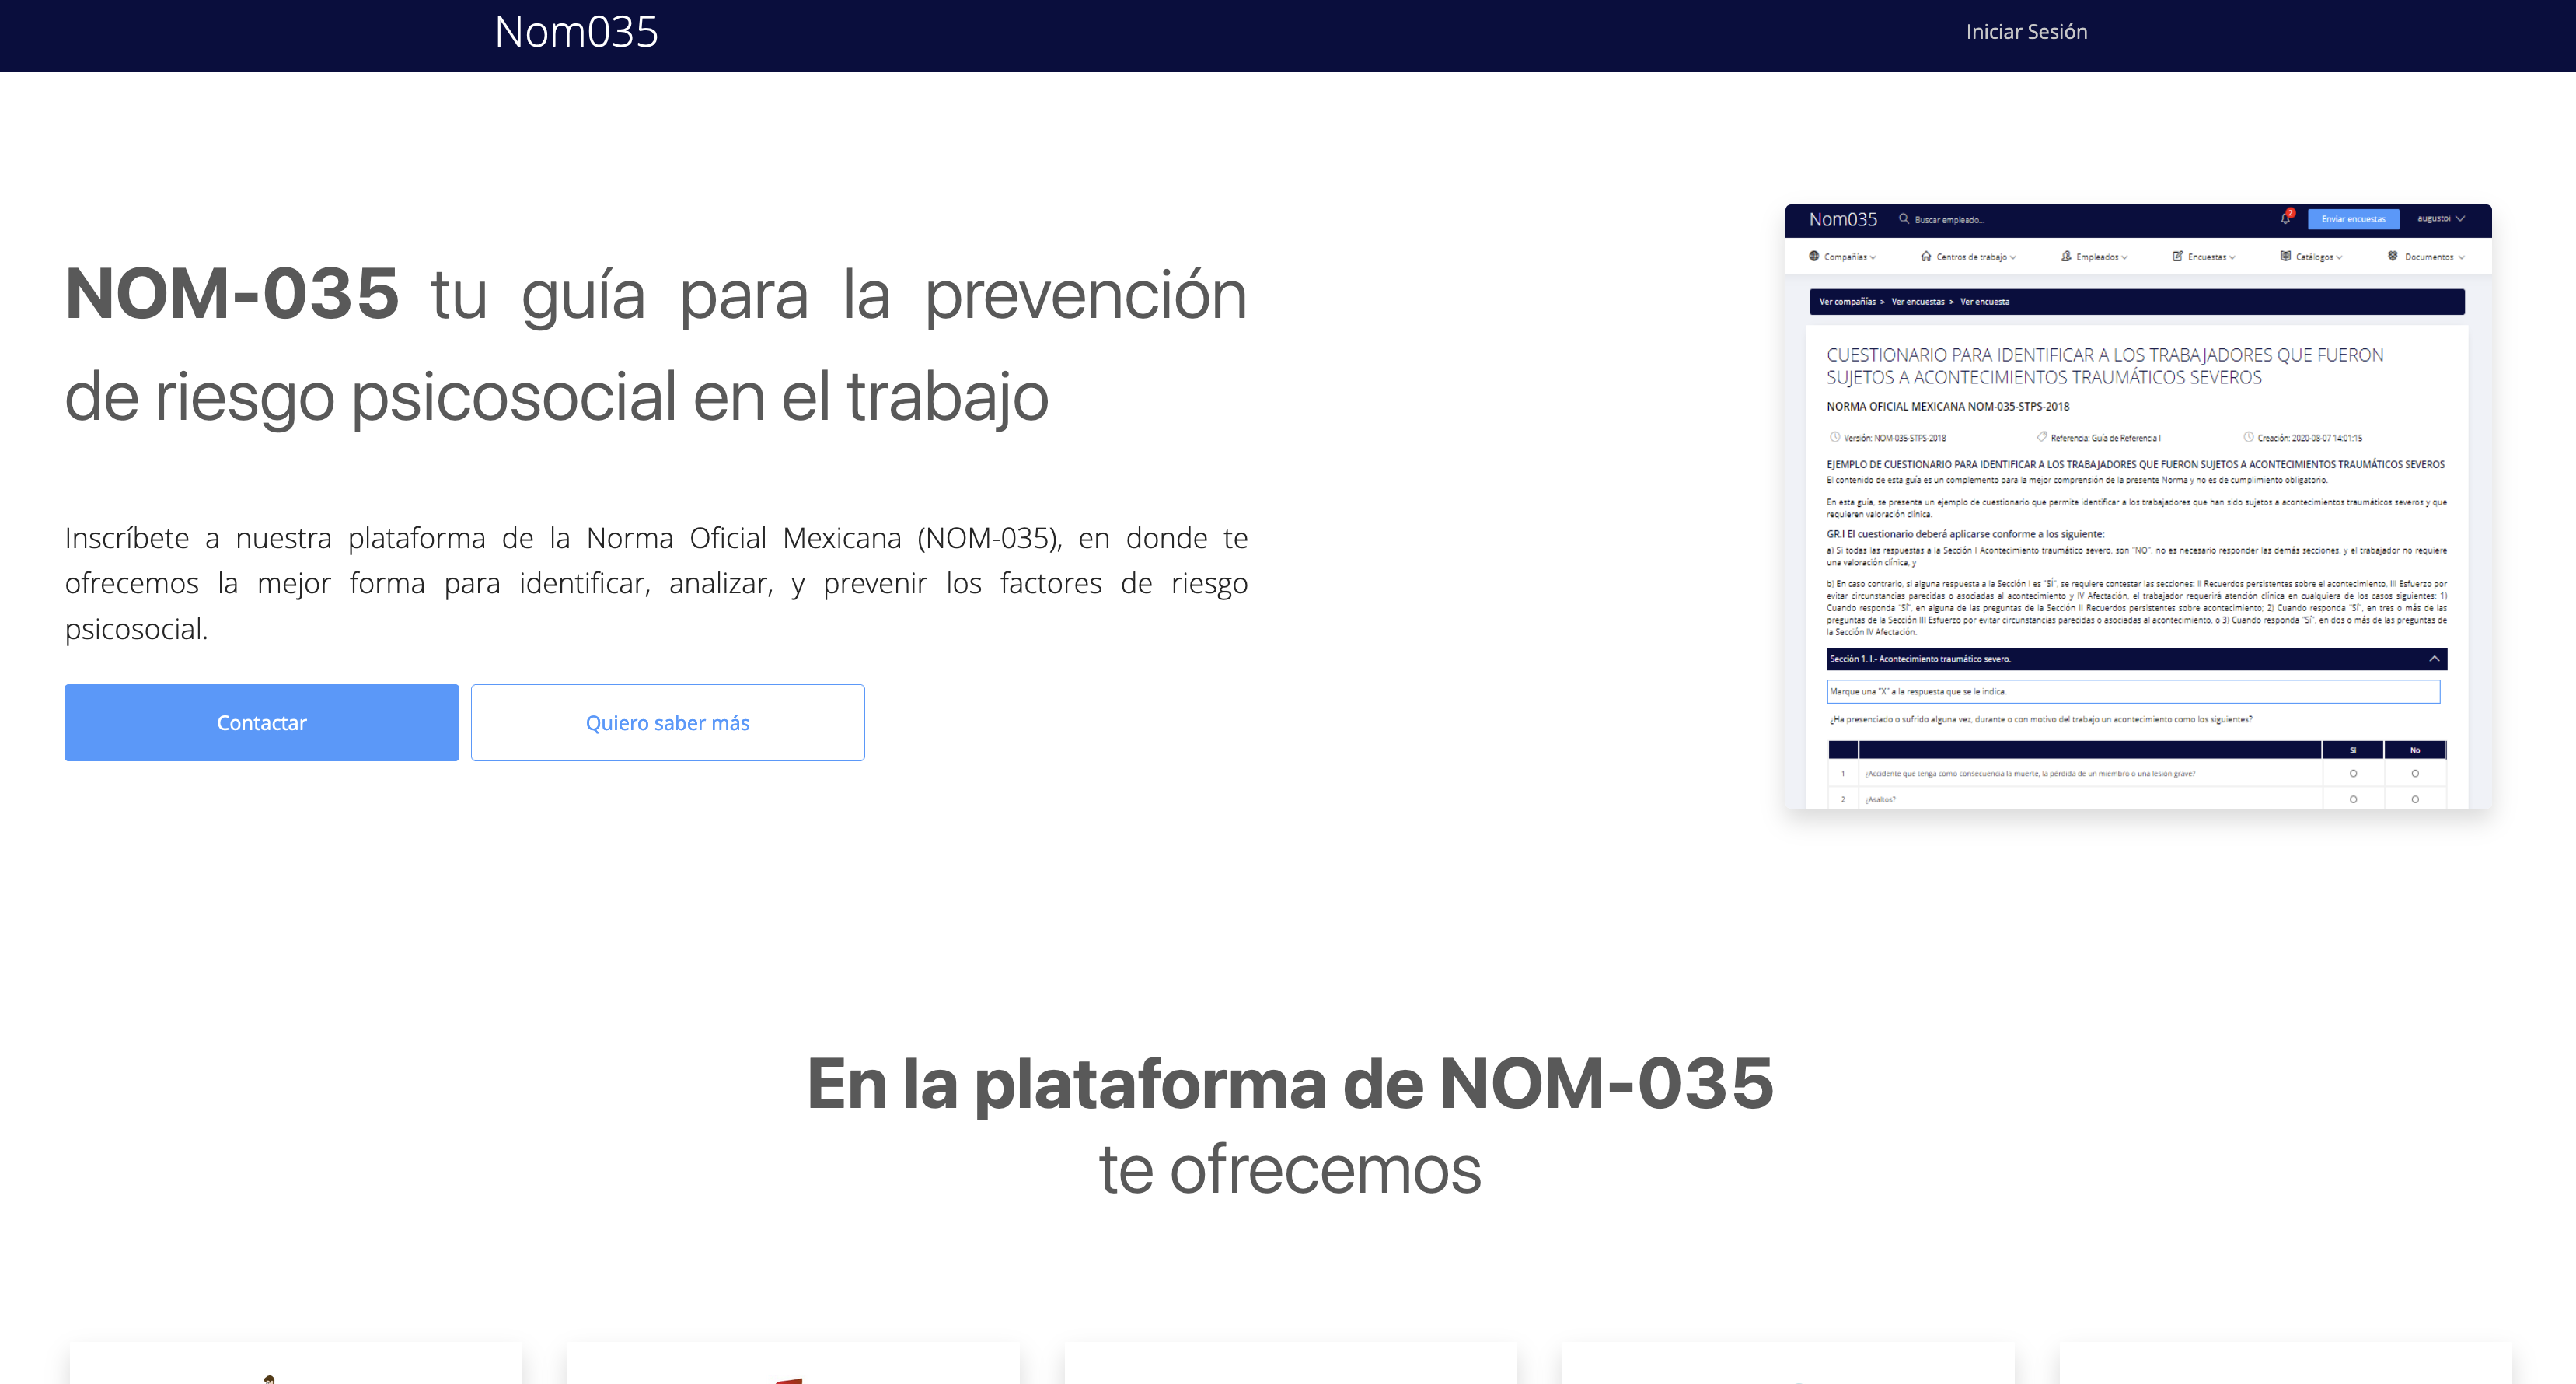 Nom035
Iniciar Sesión
NOM-035 tu guía para la prevención
de riesgo psicosocial en el trabajo
Inscríbete a nuestra plataforma de la Norma Oficial Mexicana (NOM-035), en donde te
ofrecemos la mejor forma para identificar, analizar, y prevenir los factores de riesgo
psicosocial.
Contactar
Quiero saber más
Nom035
Buscar empleado...
2
Enviar encuestas
augustoi
Compañías
Centros de trabajo
Empleados
Encuestas
Catálogos
Documentos
Ver compañías > Ver encuestas > Ver encuesta
CUESTIONARIO PARA IDENTIFICAR A LOS TRABAJADORES QUE FUERON
SUJETOS A ACONTECIMIENTOS TRAUMÁTICOS SEVEROS
NORMA OFICIAL MEXICANA NOM-035-STPS-2018
Versión: NOM-035-STPS-2018
Referencia: Guía de Referencia I
Creación: 2020-08-07 14:01:15
EJEMPLO DE CUESTIONARIO PARA IDENTIFICAR A LOS TRABAJADORES QUE FUERON SUJETOS A ACONTECIMIENTOS TRAUMÁTICOS SEVEROS
El contenido de esta guía es un complemento para la mejor comprensión de la presente Norma y no es de cumplimiento obligatorio.
En esta guía, se presenta un ejemplo de cuestionario que permite identificar a los trabajadores que han sido sujetos a acontecimientos traumáticos severos y que
requieren valoración clínica.
GR.I El cuestionario deberá aplicarse conforme a los siguiente:
a) Si todas las respuestas a la Sección I Acontecimiento traumático severo, son "NO", no es necesario responder las demás secciones, y el trabajador no requiere
una valoración clínica, y
b) En caso contrario, si alguna respuesta a la Sección I es "SÍ", se requiere contestar las secciones: II Recuerdos persistentes sobre el acontecimiento, III Esfuerzo por
evitar circunstancias parecidas o asociadas al acontecimiento y IV Afectación, el trabajador requerirá atención clínica en cualquiera de los casos siguientes: 1)
Cuando responda "Sí", en alguna de las preguntas de la Sección II Recuerdos persistentes sobre acontecimiento; 2) Cuando responda "Sí", en tres o más de las
preguntas de la Sección III Esfuerzo por evitar circunstancias parecidas o asociadas al acontecimiento, o 3) Cuando responda "Sí", en dos o más de las preguntas de
la Sección IV Afectación.
Sección 1. I.- Acontecimiento traumático severo.
Marque una "X" a la respuesta que se le indica.
¿Ha presenciado o sufrido alguna vez, durante o con motivo del trabajo un acontecimiento como los siguientes?
Sí No
1 ¿Accidente que tenga como consecuencia la muerte, la pérdida de un miembro o una lesión grave?
2 ¿Asaltos?
En la plataforma de NOM-035
te ofrecemos